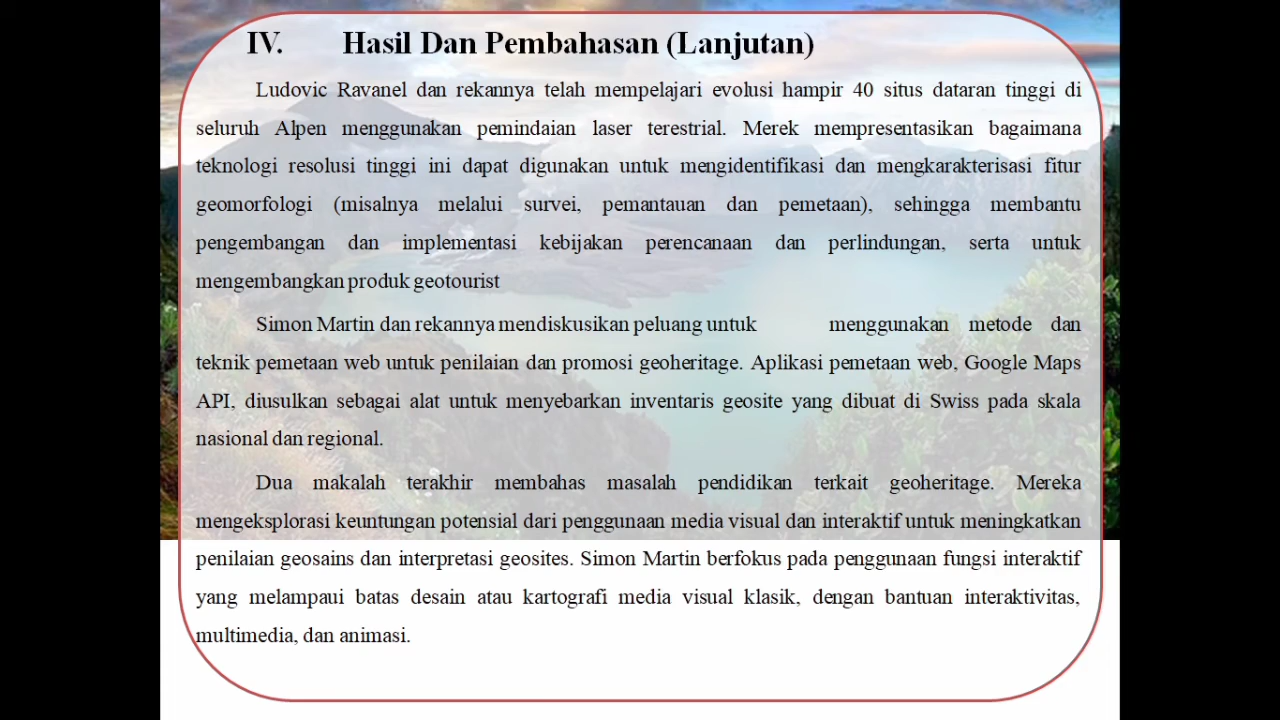 IV. Hasil Dan Pembahasan (Lanjutan)
Ludovic Ravanel dan rekannya telah mempelajari evolusi hampir 40 situs dataran tinggi di
seluruh Alpen menggunakan pemindaian laser terestrial. Merek mempresentasikan bagaimana
teknologi resolusi tinggi ini dapat digunakan untuk mengidentifikasi dan mengkarakterisasi fitur
geomorfologi (misalnya melalui survei, pemantauan dan pemetaan), sehingga membantu
pengembangan dan implementasi kebijakan perencanaan dan perlindungan, serta untuk
mengembangkan produk geotourist
Simon Martin dan rekannya mendiskusikan peluang untuk menggunakan metode dan
teknik pemetaan web untuk penilaian dan promosi geoheritage. Aplikasi pemetaan web, Google Maps
API, diusulkan sebagai alat untuk menyebarkan inventaris geosite yang dibuat di Swiss pada skala
nasional dan regional.
Dua makalah terakhir membahas masalah pendidikan terkait geoheritage. Mereka
mengeksplorasi keuntungan potensial dari penggunaan media visual dan interaktif untuk meningkatkan
penilaian geosains dan interpretasi geosites. Simon Martin berfokus pada penggunaan fungsi interaktif
yang melampaui batas desain atau kartografi media visual klasik, dengan bantuan interaktivitas,
multimedia, dan animasi.